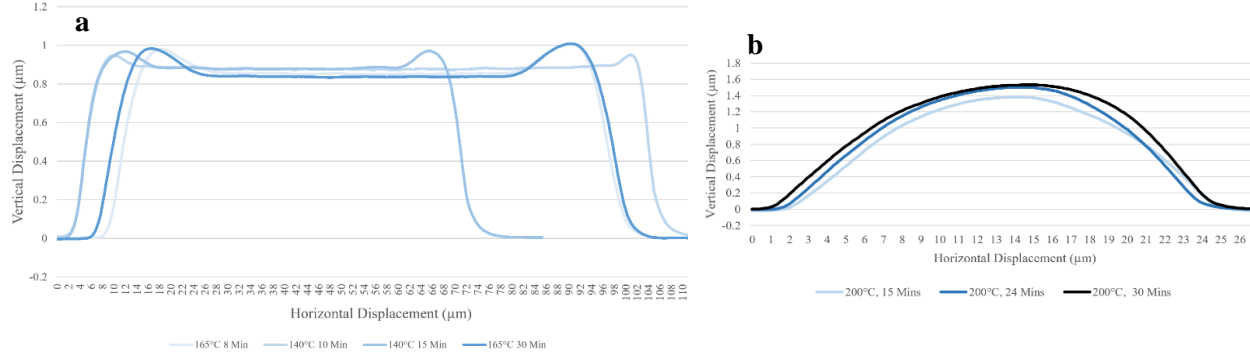 a
Vertical Displacement (µm)
1.2
1
0.8
0.6
0.4
0.2
0
-0.2
0 2 4 6 8 10 12 14 16 18 20 22 24 26 28 30 32 34 36 38 40 42 44 46 48 50 52 54 56 58 60 62 64 66 68 70 72 74 76 78 80 82 84 86 88 90 92 94 96 98 100 102 104 106 108 110
Horizontal Displacement (µm)
165°C 8 Min 140°C 10 Min 140°C 15 Min 165°C 30 Min
b
Vertical Displacement (µm)
1.8
1.6
1.4
1.2
1
0.8
0.6
0.4
0.2
0
-0.2
0 1 2 3 4 5 6 7 8 9 10 11 12 13 14 15 16 17 18 19 20 21 22 23 24 25 26
Horizontal Displacement (µm)
200°C, 15 Mins 200°C, 24 Mins 200°C, 30 Mins